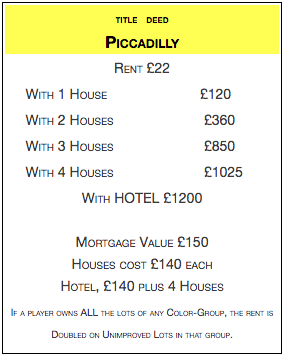 TITLE DEED
PICCADILLY
RENT £22
WITH 1 HOUSE £120
WITH 2 HOUSES £360
WITH 3 HOUSES £850
WITH 4 HOUSES £1025
WITH HOTEL £1200
MORTGAGE VALUE £150
HOUSES COST £140 EACH
HOTEL, £140 PLUS 4 HOUSES
IF A PLAYER OWNS ALL THE LOTS OF ANY COLOR-GROUP, THE RENT IS
DOUBLED ON UNIMPROVED LOTS IN THAT GROUP.